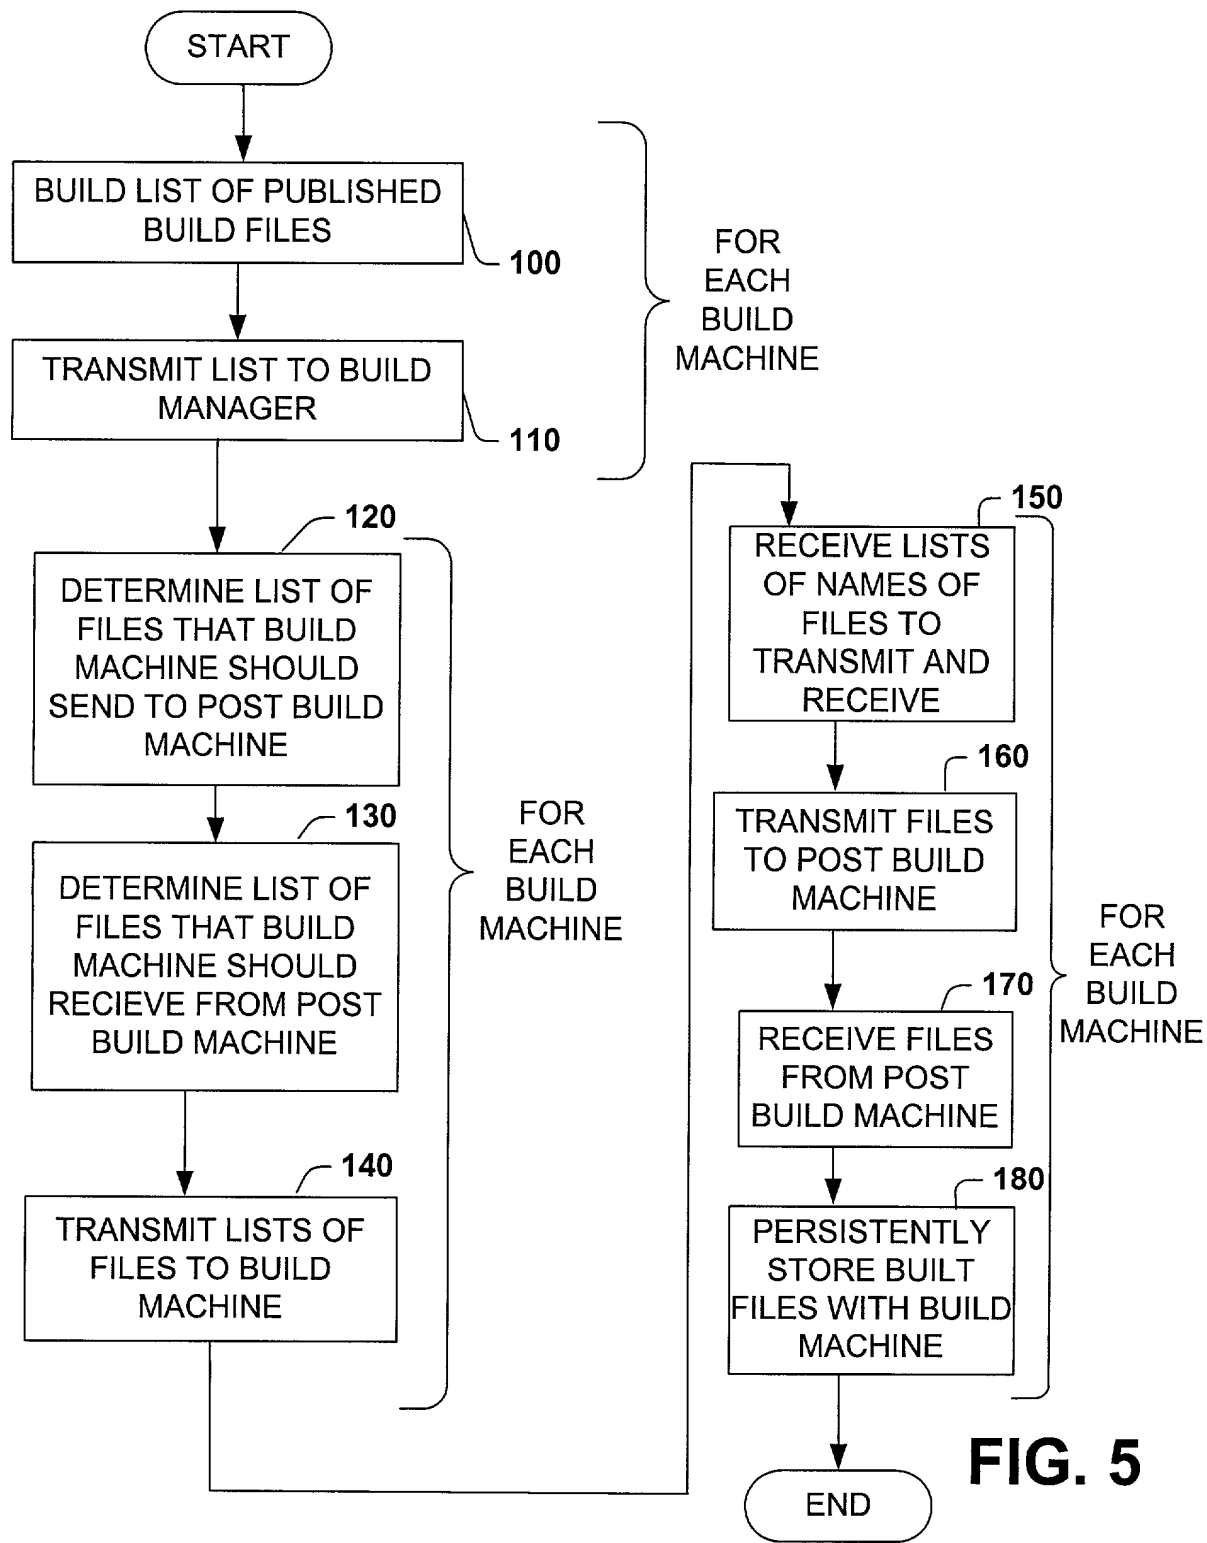 START
BUILD LIST OF PUBLISHED
BUILD FILES
100
TRANSMIT LIST TO BUILD
MANAGER
110
FOR
EACH
BUILD
MACHINE
120
DETERMINE LIST OF
FILES THAT BUILD
MACHINE SHOULD
SEND TO POST BUILD
MACHINE
130
DETERMINE LIST OF
FILES THAT BUILD
MACHINE SHOULD
RECIEVE FROM POST
BUILD MACHINE
140
TRANSMIT LISTS OF
FILES TO BUILD
MACHINE
FOR
EACH
BUILD
MACHINE
150
RECEIVE LISTS
OF NAMES OF
FILES TO
TRANSMIT AND
RECEIVE
160
TRANSMIT FILES
TO POST BUILD
MACHINE
170
RECEIVE FILES
FROM POST
BUILD MACHINE
180
PERSISTENTLY
STORE BUILT
FILES WITH BUILD
MACHINE
FOR
EACH
BUILD
MACHINE
END
FIG. 5